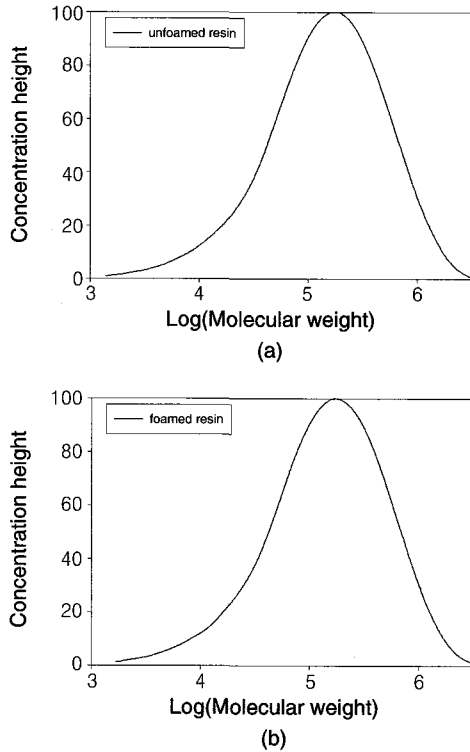 unfoamed resin
100
80
60
40
20
0
Concentration height
3 4 5 6
Log(Molecular weight)
(a)
foamed resin
100
80
60
40
20
0
Concentration height
3 4 5 6
Log(Molecular weight)
(b)